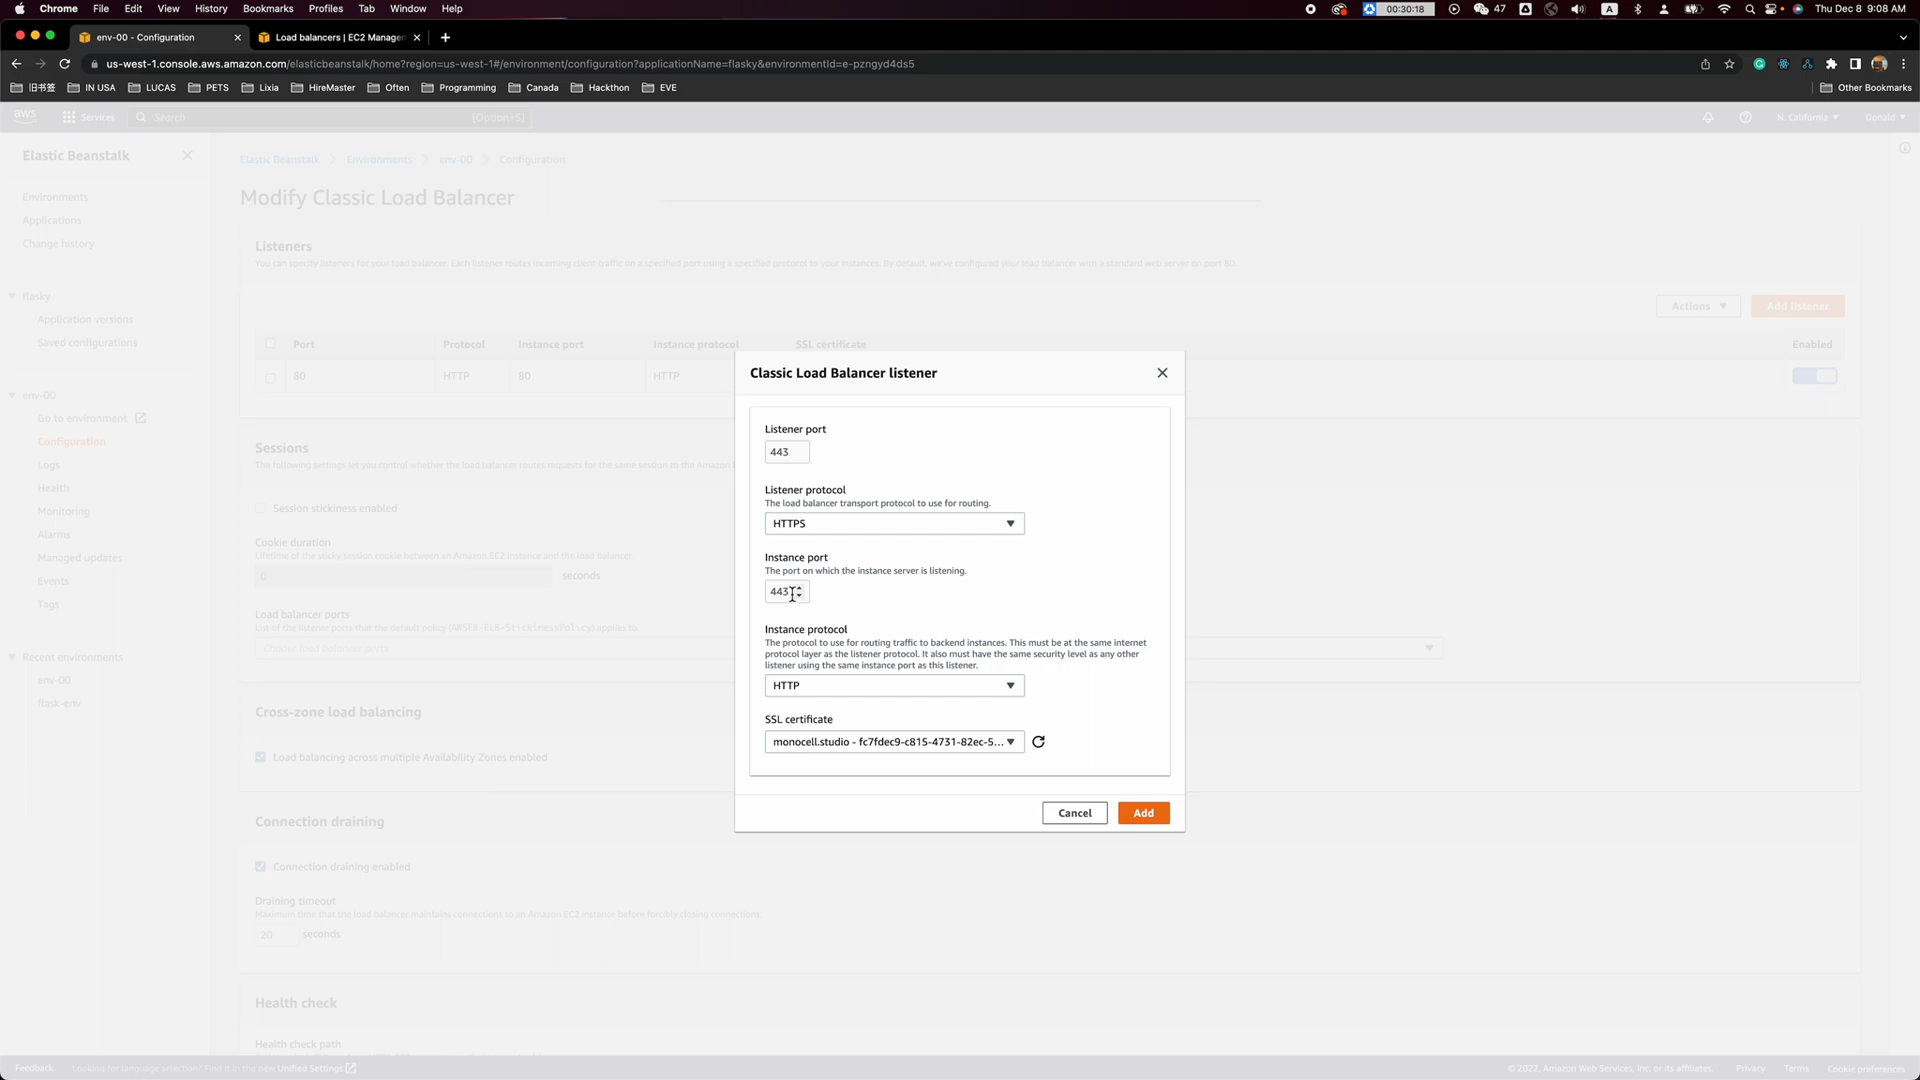 Chrome File Edit View History Bookmarks Profiles Tab Window Help 00:30:18 47 A Thu Dec 8 9:08 AM
env-00 - Configuration Load balancers | EC2 Manage
us-west-1.console.aws.amazon.com/elasticbeanstalk/home?region=us-west-1#/environment/configuration?applicationName=flasky&environmentId=e-pzngyd4ds5
旧书签 IN USA LUCAS PETS Lixia HireMaster Often Programming Canada Hackthon EVE Other Bookmarks
aws Services Search [Option+S] N. California Donald
Elastic Beanstalk
Environments
Applications
Change history
flasky
Application versions
Saved configurations
env-00
Go to environment
Configuration
Logs
Health
Monitoring
Alarms
Managed updates
Events
Tags
Recent environments
env-00
flask-env
Elastic Beanstalk > Environments > env-00 > Configuration
Modify Classic Load Balancer
Listeners
You can specify listeners for your load balancer. Each listener routes incoming client traffic on a specified port using a specified protocol to your instances. By default, we've configured your load balancer with a standard web server on port 80.
Actions Add listener
Port Protocol Instance port Instance protocol SSL certificate Enabled
80 HTTP 80 HTTP
Sessions
The following settings let you control whether the load balancer routes requests for the same session to the Amazon
Session stickiness enabled
Cookie duration
Lifetime of the sticky session cookie between an Amazon EC2 instance and the load balancer
0 seconds
Load balancer ports
List of the listener ports that the default policy (AWSEB-ELB-StickinessPolicy) applies to.
Choose load balancer ports
Cross-zone load balancing
Load balancing across multiple Availability Zones enabled
Connection draining
Connection draining enabled
Draining timeout
Maximum time that the load balancer maintains connections to an Amazon EC2 instance before forcibly closing connections.
20 seconds
Health check
Health check path
Classic Load Balancer listener
Listener port
443
Listener protocol
The load balancer transport protocol to use for routing.
HTTPS
Instance port
The port on which the instance server is listening.
443
Instance protocol
The protocol to use for routing traffic to backend instances. This must be at the same internet
protocol layer as the listener protocol. It also must have the same security level as any other
listener using the same instance port as this listener.
HTTP
SSL certificate
monocell.studio - fc7fdec9-c815-4731-82ec-5...
Cancel Add
Feedback Looking for language selection? Find it in the new Unified Settings © 2022, Amazon Web Services, Inc. or its affiliates. Privacy Terms Cookie preferences